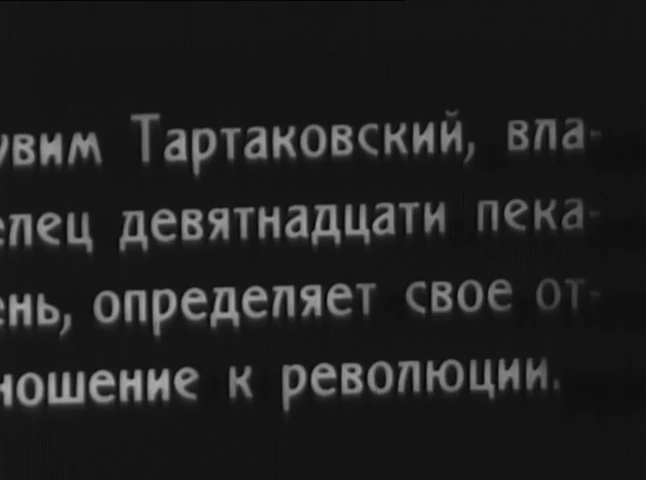 увим Тартаковский, вла-
елец девятнадцати пека-
ень, определяет свое от-
ношение к революции.